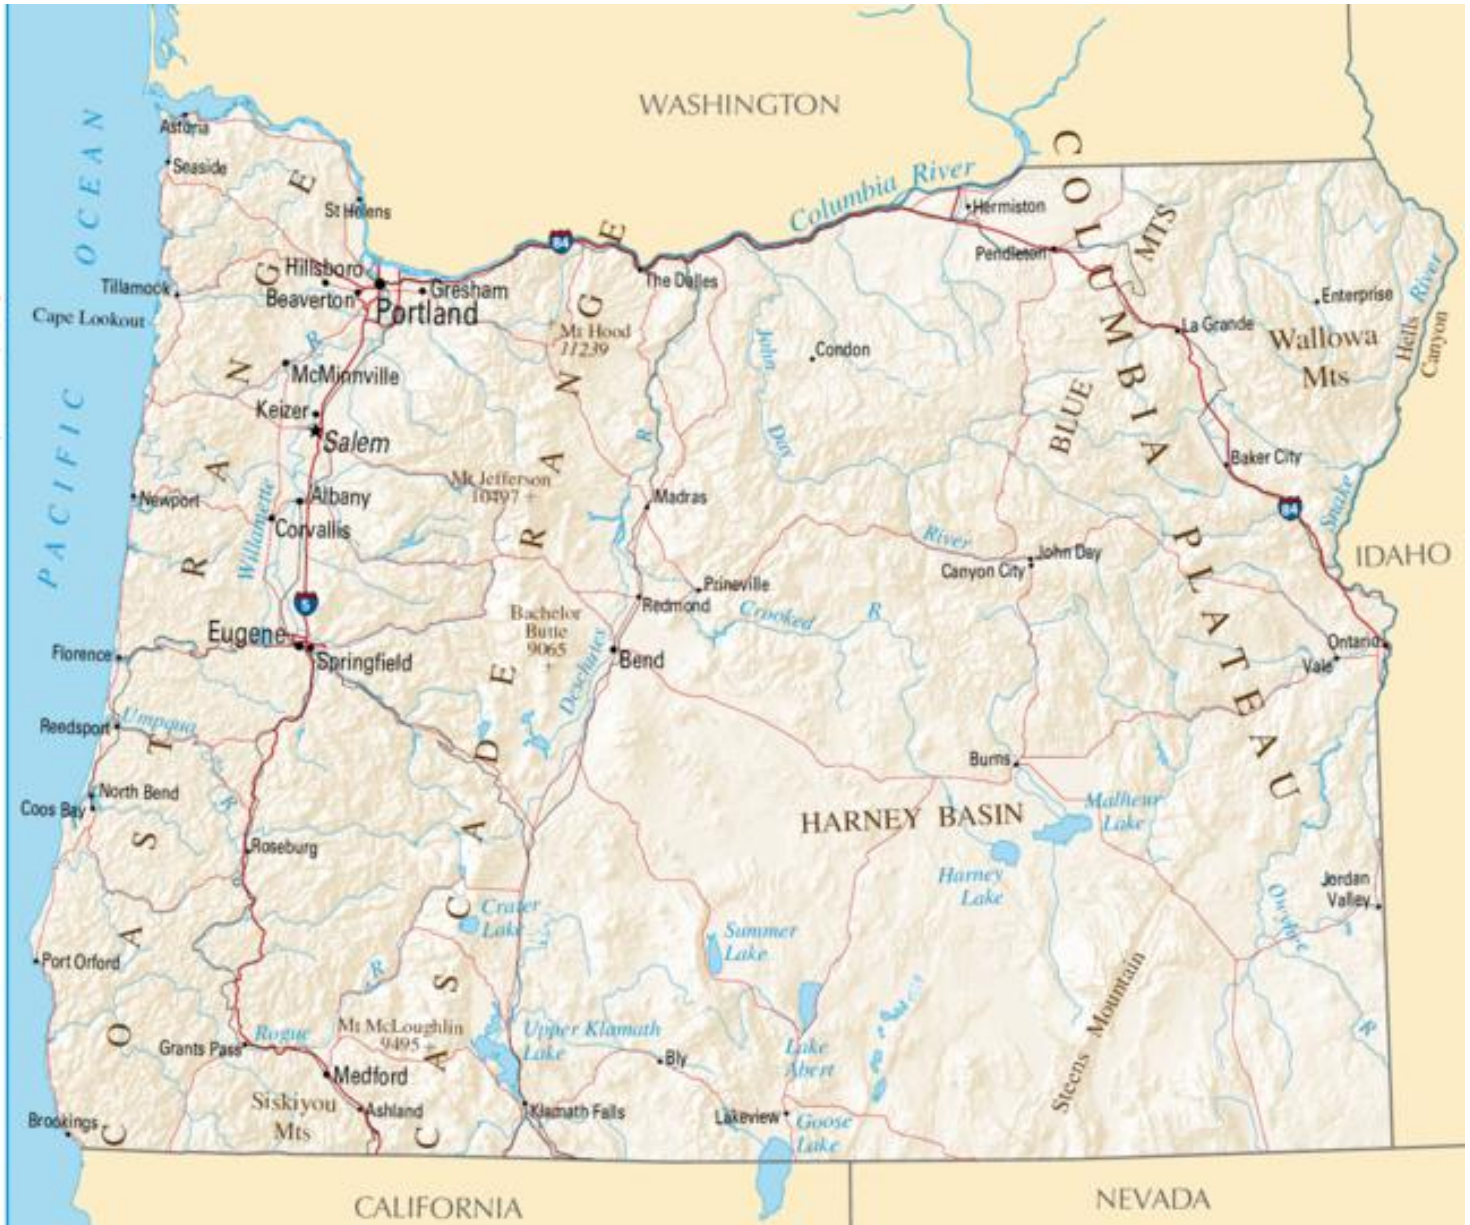 WASHINGTON
PACIFIC OCEAN
Astoria
Seaside
St Helens
Columbia River
Hermiston
Pendleton
COLUMBIA PLATEAU
BLUE MTS
84
Hillsboro
Beaverton
Portland
Gresham
The Dalles
Tillamook
Cape Lookout
Mt Hood
11239
John Day
River
Condon
La Grande
Enterprise
Wallowa
Mts
Hells Canyon
River
R
McMinnville
Keizer
Salem
COAST RANGE
CASCADE RANGE
R
Mt Jefferson
10497 +
Madras
Baker City
Snake
84
Newport
Albany
Corvallis
Willamette
IDAHO
John Day
Canyon City
Prineville
Redmond
Crooked
R
5
Bachelor
Butte
9065
+
Deschutes
Eugene
Springfield
Bend
Florence
Ontario
Vale
Reedsport
Umpqua
R
Burns
North Bend
Coos Bay
HARNEY BASIN
Malheur
Lake
Roseburg
Harney
Lake
Jordan
Valley
Owyhee
R
Crater
Lake
Summer
Lake
Port Orford
R
Rogue
Mt McLoughlin
9495 +
Upper Klamath
Lake
Grants Pass
Bly
Lake
Abert
Steens Mountain
Medford
Siskiyou
Mts
Ashland
Klamath Falls
Lakeview
Goose
Lake
Brookings
CALIFORNIA
NEVADA